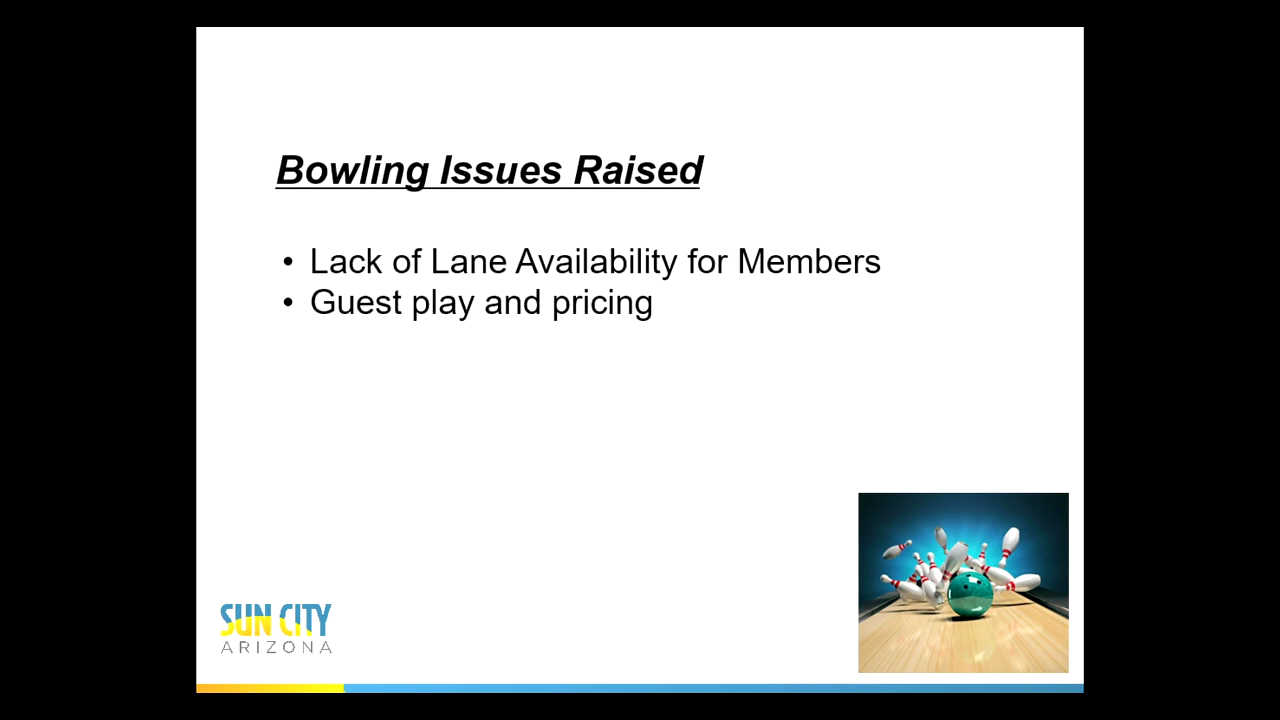 Bowling Issues Raised
• Lack of Lane Availability for Members
• Guest play and pricing
SUN CITY
ARIZONA